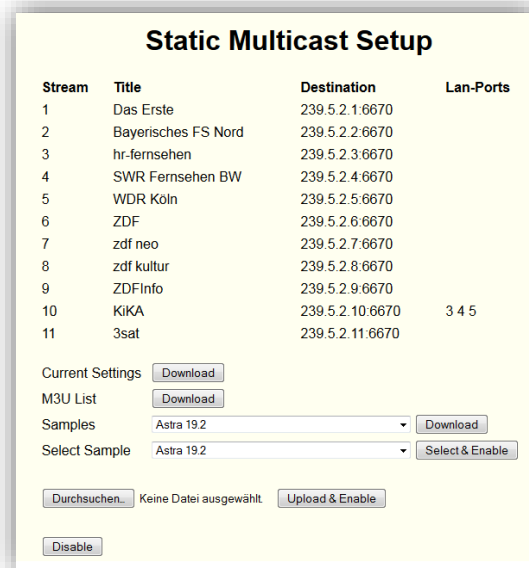 Static Multicast Setup
Stream Title Destination Lan-Ports
1 Das Erste 239.5.2.1:6670
2 Bayerisches FS Nord 239.5.2.2:6670
3 hr-fernsehen 239.5.2.3:6670
4 SWR Fernsehen BW 239.5.2.4:6670
5 WDR Köln 239.5.2.5:6670
6 ZDF 239.5.2.6:6670
7 zdf neo 239.5.2.7:6670
8 zdf kultur 239.5.2.8:6670
9 ZDFInfo 239.5.2.9:6670
10 KiKA 239.5.2.10:6670 3 4 5
11 3sat 239.5.2.11:6670
Current Settings Download
M3U List Download
Samples Astra 19.2 Download
Select Sample Astra 19.2 Select & Enable
Durchsuchen... Keine Datei ausgewählt. Upload & Enable
Disable